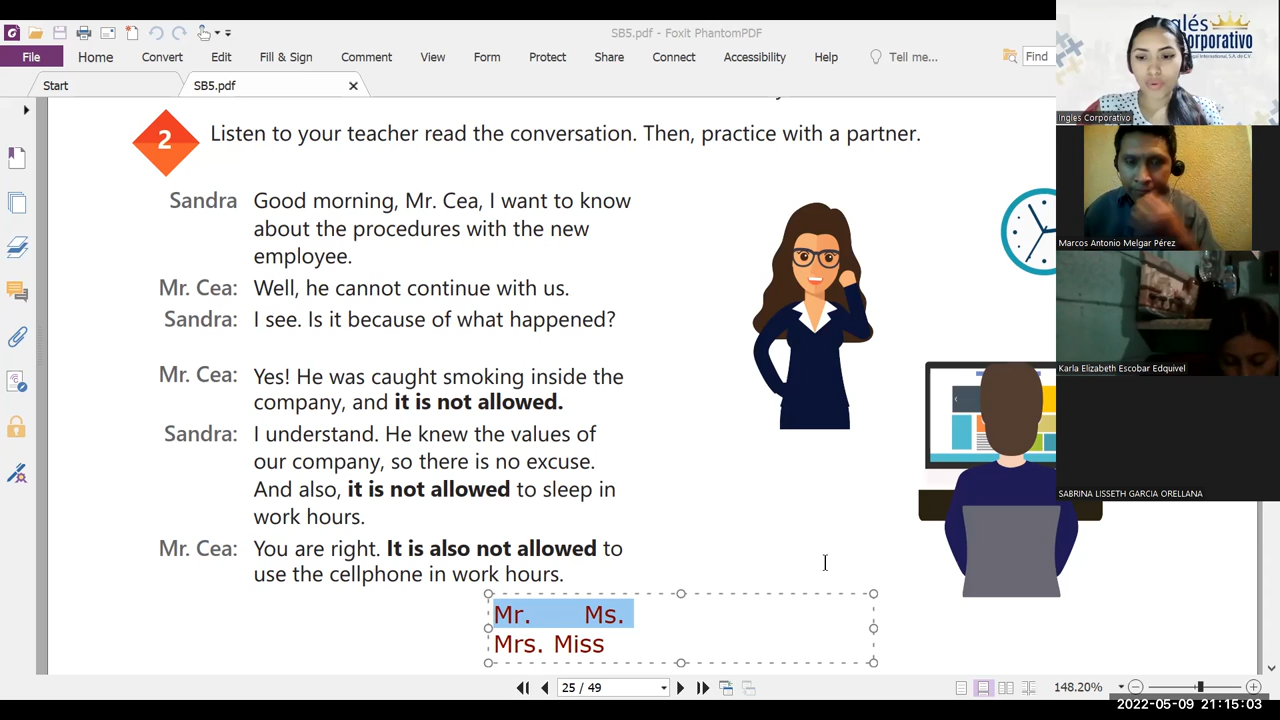 SB5.pdf - Foxit PhantomPDF
File Home Convert Edit Fill & Sign Comment View Form Protect Share Connect Accessibility Help Tell me... Find
Start SB5.pdf
2 Listen to your teacher read the conversation. Then, practice with a partner.
Sandra Good morning, Mr. Cea, I want to know
about the procedures with the new
employee.
Mr. Cea: Well, he cannot continue with us.
Sandra: I see. Is it because of what happened?
Mr. Cea: Yes! He was caught smoking inside the
company, and it is not allowed.
Sandra: I understand. He knew the values of
our company, so there is no excuse.
And also, it is not allowed to sleep in
work hours.
Mr. Cea: You are right. It is also not allowed to
use the cellphone in work hours.
Mr. Ms.
Mrs. Miss
25 / 49
148.20%
Inglés
Corporativo
Ingles Corporativo
Marcos Antonio Melgar Pérez
Karla Elizabeth Escobar Edquivel
SABRINA LISSETH GARCIA ORELLANA
2022-05-09 21:15:03